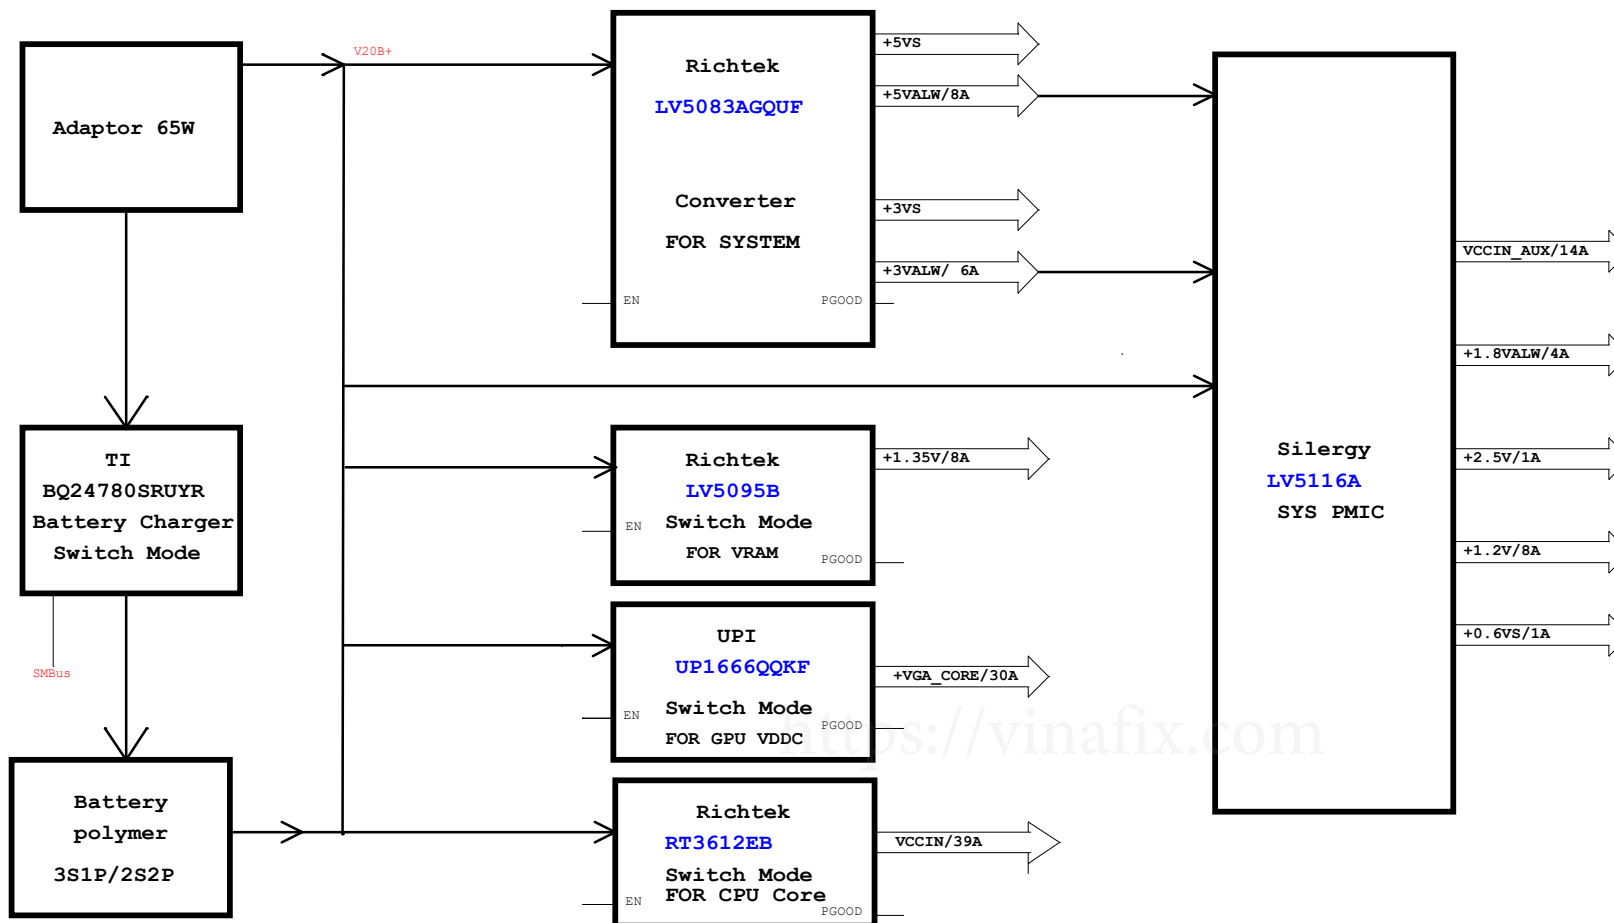 Adaptor 65W
V20B+
Richtek
LV5083AGQUF
Converter
FOR SYSTEM
EN
PGOOD
+5VS
+5VALW/8A
+3VS
+3VALW/ 6A
TI
BQ24780SRUYR
Battery Charger
Switch Mode
SMBus
Battery
polymer
3S1P/2S2P
Richtek
LV5095B
Switch Mode
FOR VRAM
EN
PGOOD
+1.35V/8A
UPI
UP1666QQKF
Switch Mode
FOR GPU VDDC
EN
PGOOD
+VGA_CORE/30A
Richtek
RT3612EB
Switch Mode
FOR CPU Core
EN
PGOOD
VCCIN/39A
Silergy
LV5116A
SYS PMIC
VCCIN_AUX/14A
+1.8VALW/4A
+2.5V/1A
+1.2V/8A
+0.6VS/1A
https://vinafix.com